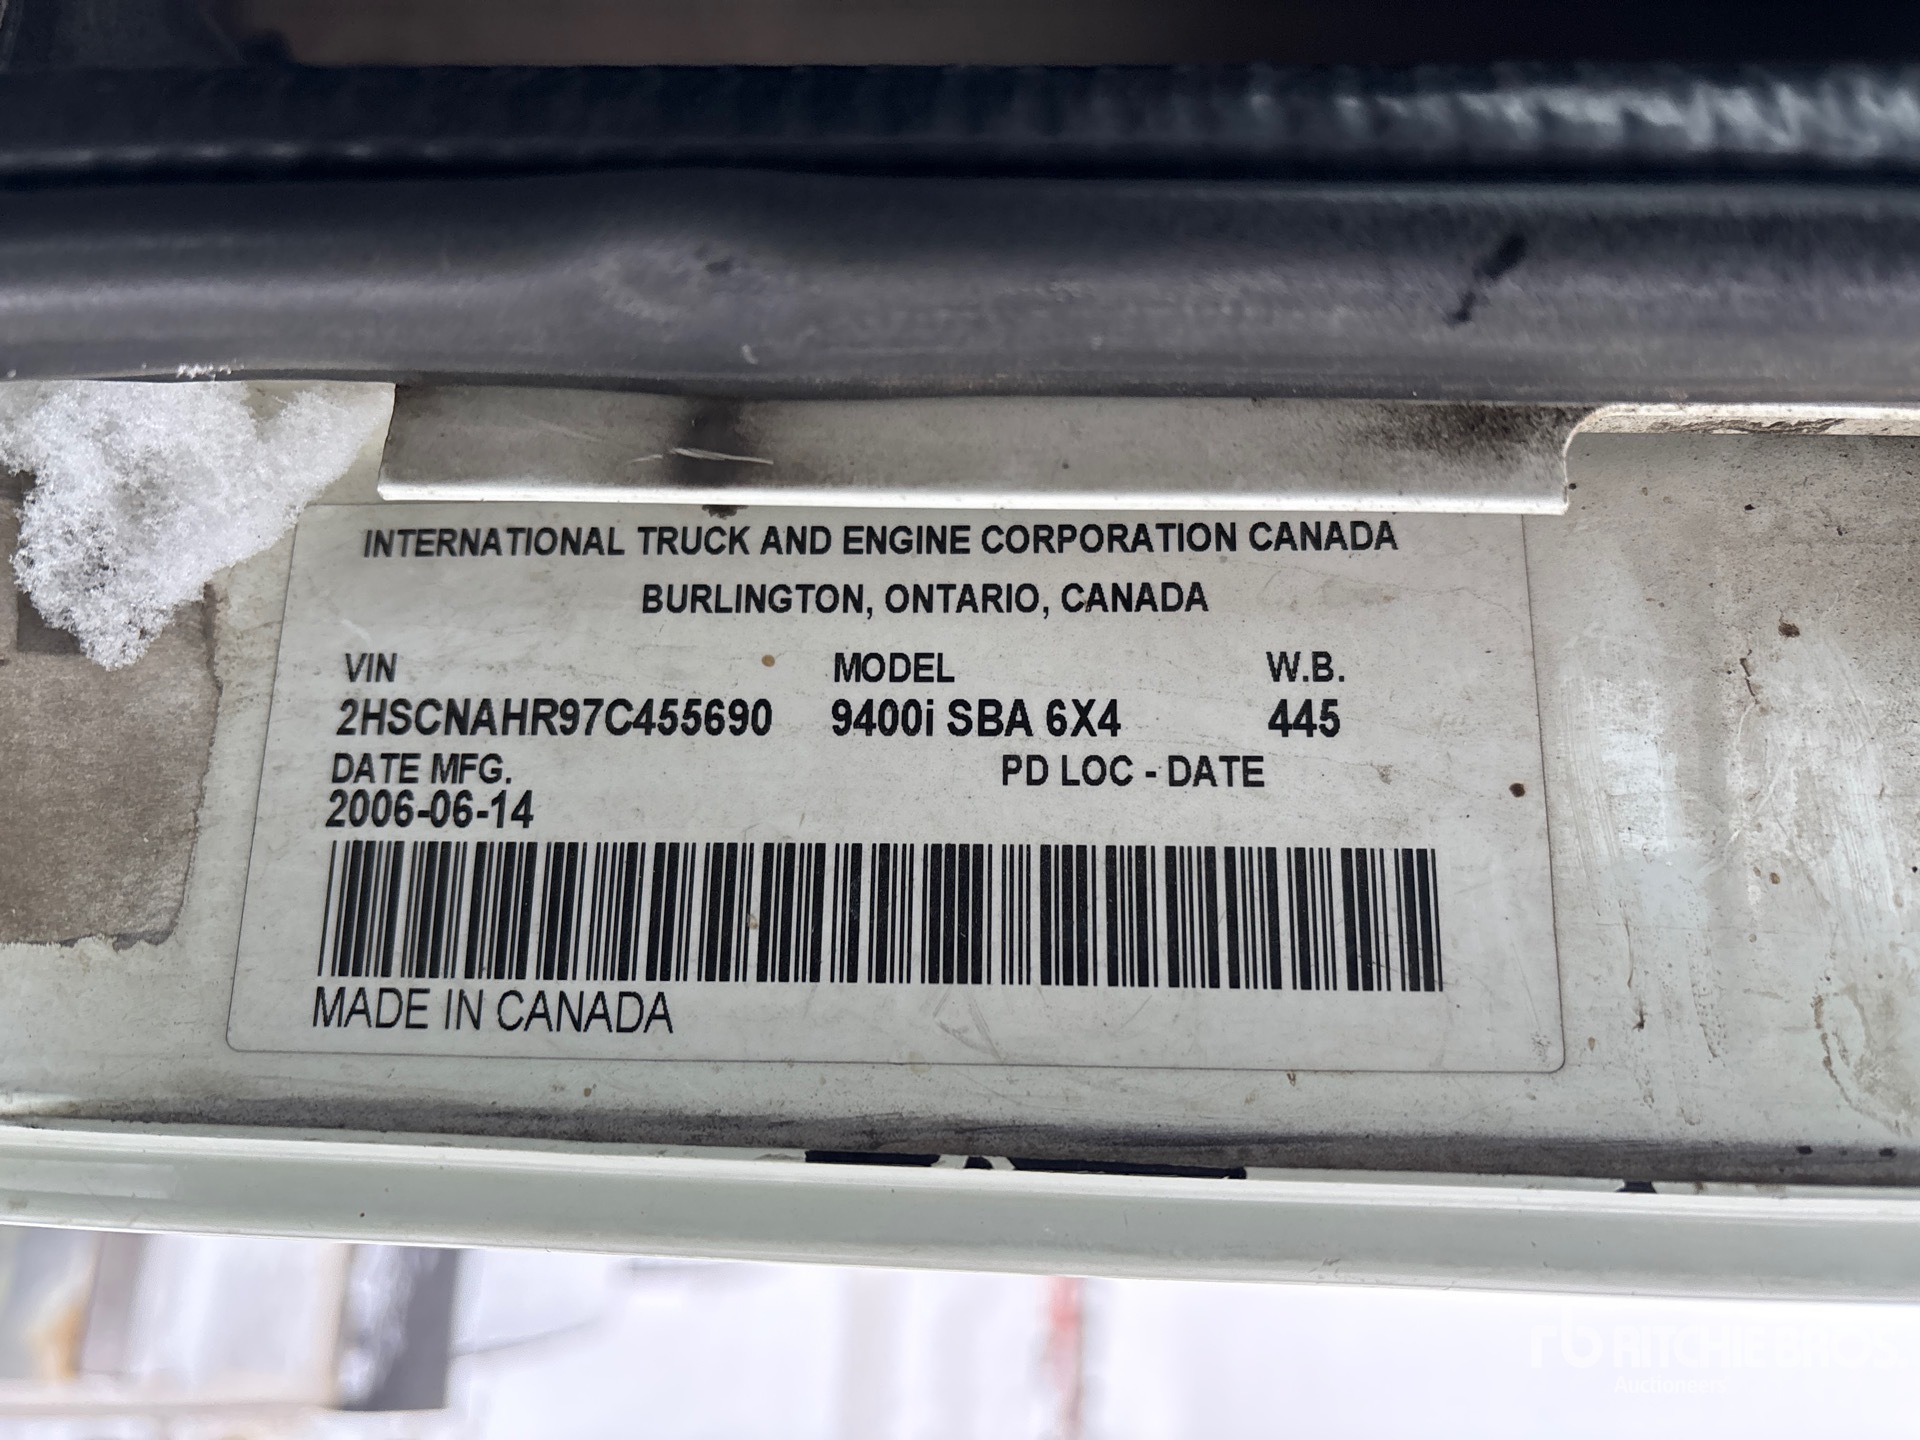 INTERNATIONAL TRUCK AND ENGINE CORPORATION CANADA
BURLINGTON, ONTARIO, CANADA
VIN MODEL W.B.
2HSCNAHR97C455690 9400i SBA 6X4 445
DATE MFG. PD LOC - DATE
2006-06-14
MADE IN CANADA
rb RITCHIE BROS.
Auctioneers